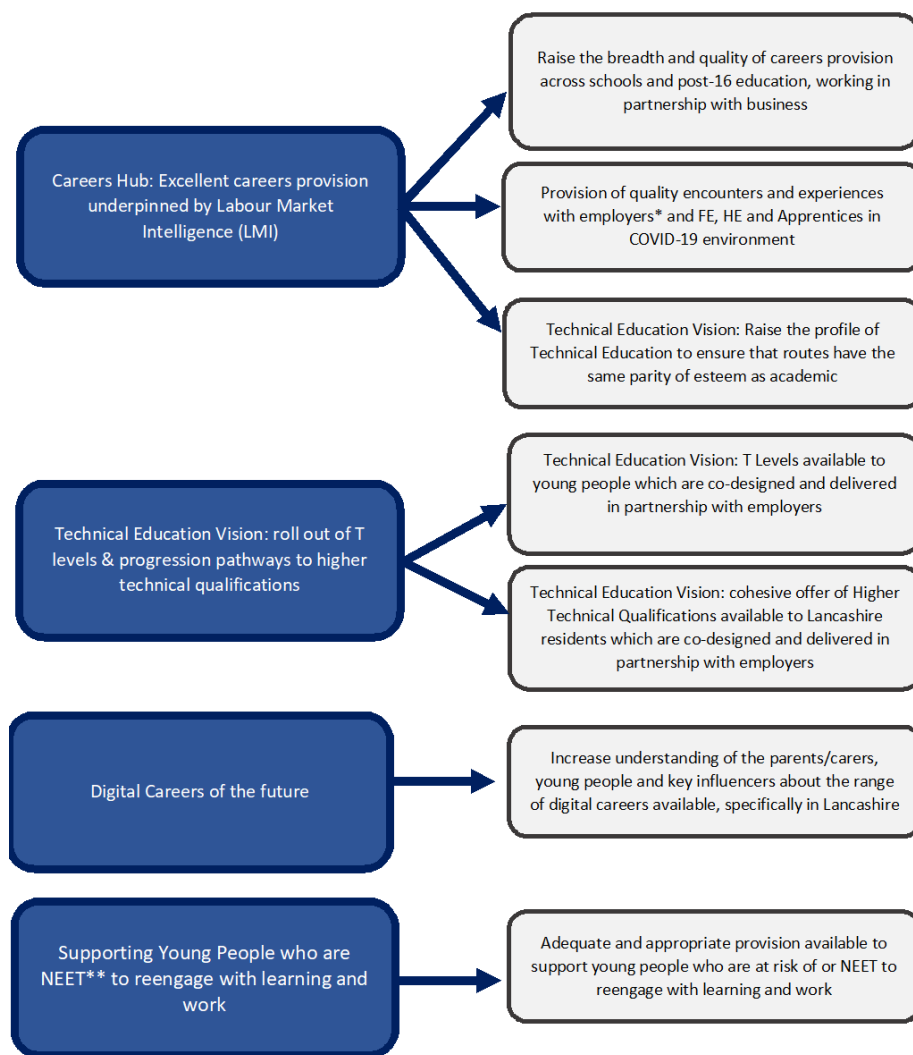 Raise the breadth and quality of careers provision
across schools and post-16 education, working in
partnership with business
Careers Hub: Excellent careers provision
underpinned by Labour Market
Intelligence (LMI)
Provision of quality encounters and experiences
with employers* and FE, HE and Apprentices in
COVID-19 environment
Technical Education Vision: Raise the profile of
Technical Education to ensure that routes have the
same parity of esteem as academic
Technical Education Vision: roll out of T
levels & progression pathways to higher
technical qualifications
Technical Education Vision: T Levels available to
young people which are co-designed and delivered
in partnership with employers
Technical Education Vision: cohesive offer of Higher
Technical Qualifications available to Lancashire
residents which are co-designed and delivered in
partnership with employers
Digital Careers of the future
Increase understanding of the parents/carers,
young people and key influencers about the range
of digital careers available, specifically in Lancashire
Supporting Young People who are
NEET** to reengage with learning and
work
Adequate and appropriate provision available to
support young people who are at risk of or NEET to
reengage with learning and work